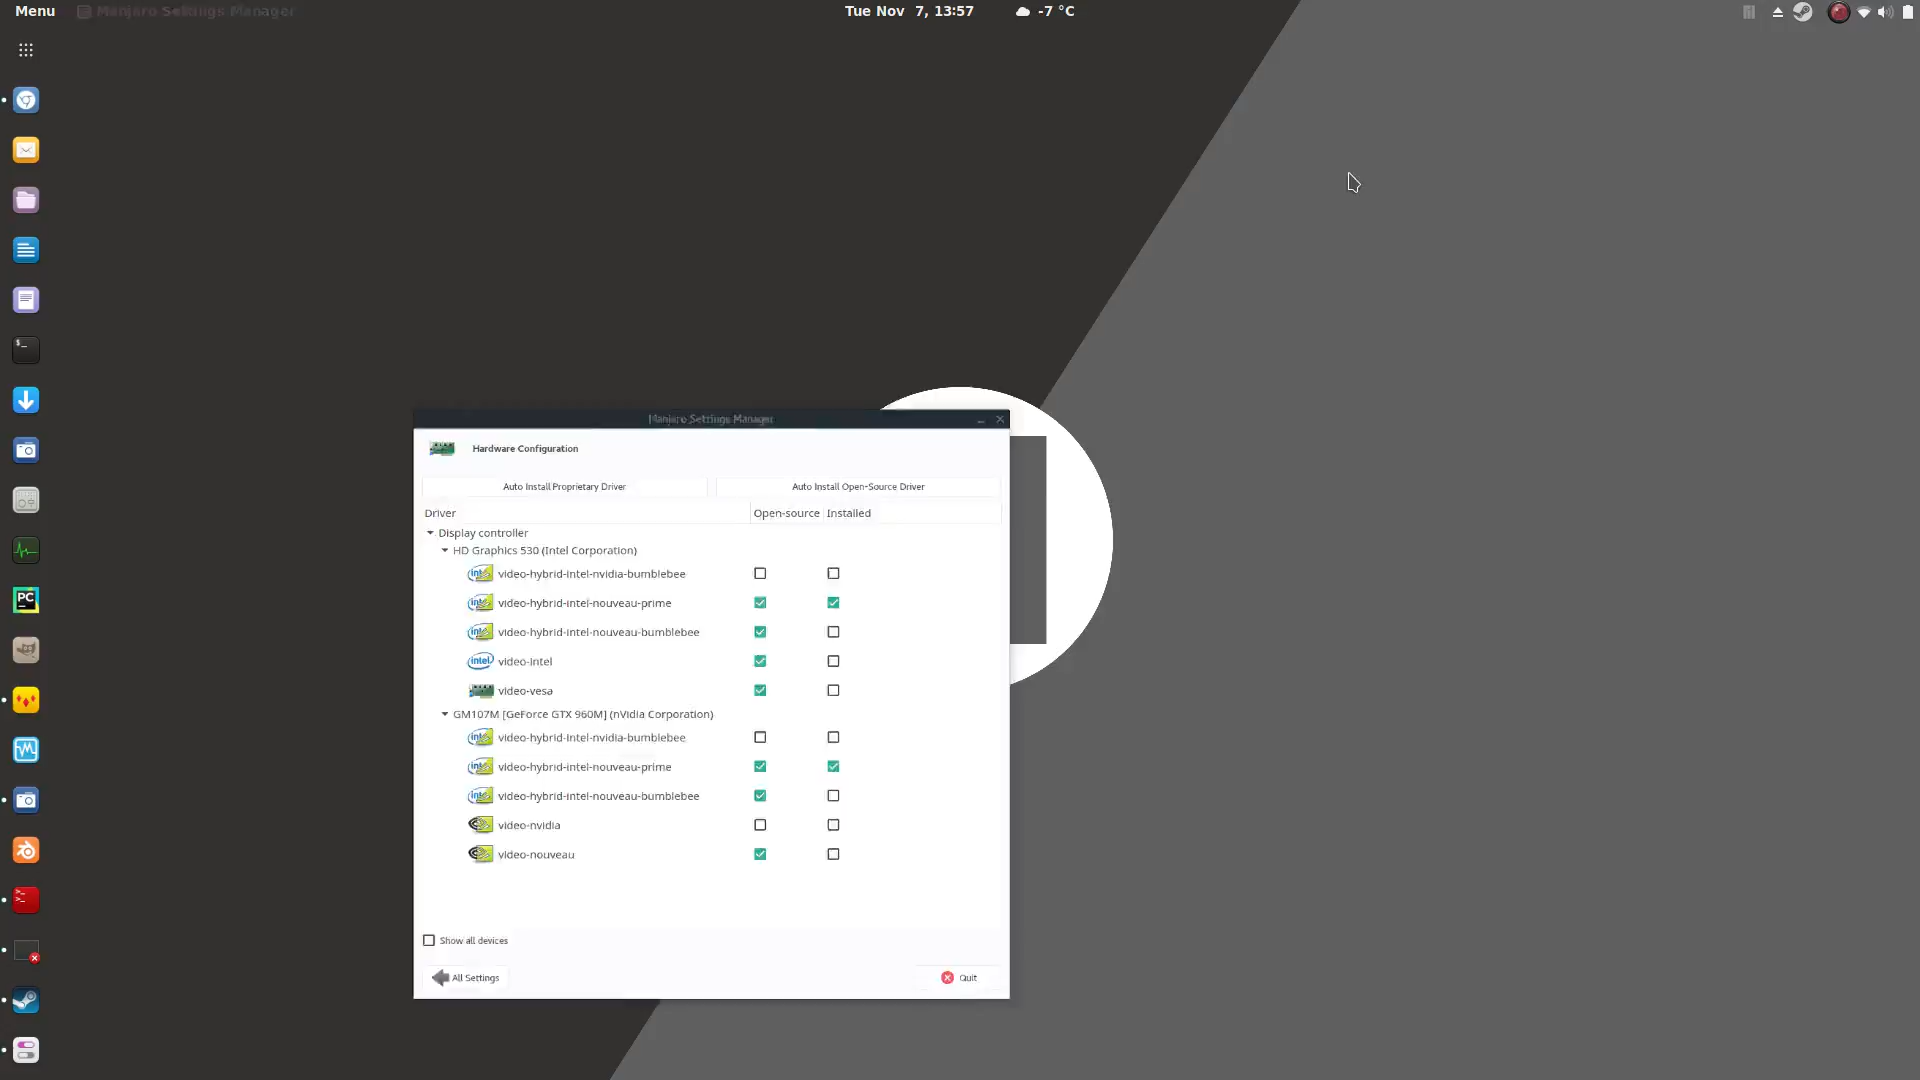 Menu Manjaro Settings Manager Tue Nov 7, 13:57 -7 °C
Manjaro Settings Manager
Hardware Configuration
Auto Install Proprietary Driver Auto Install Open-Source Driver
Driver Open-source Installed
Display controller
HD Graphics 530 (Intel Corporation)
video-hybrid-intel-nvidia-bumblebee
video-hybrid-intel-nouveau-prime
video-hybrid-intel-nouveau-bumblebee
video-intel
video-vesa
GM107M [GeForce GTX 960M] (nVidia Corporation)
video-hybrid-intel-nvidia-bumblebee
video-hybrid-intel-nouveau-prime
video-hybrid-intel-nouveau-bumblebee
video-nvidia
video-nouveau
Show all devices
All Settings Quit
PC